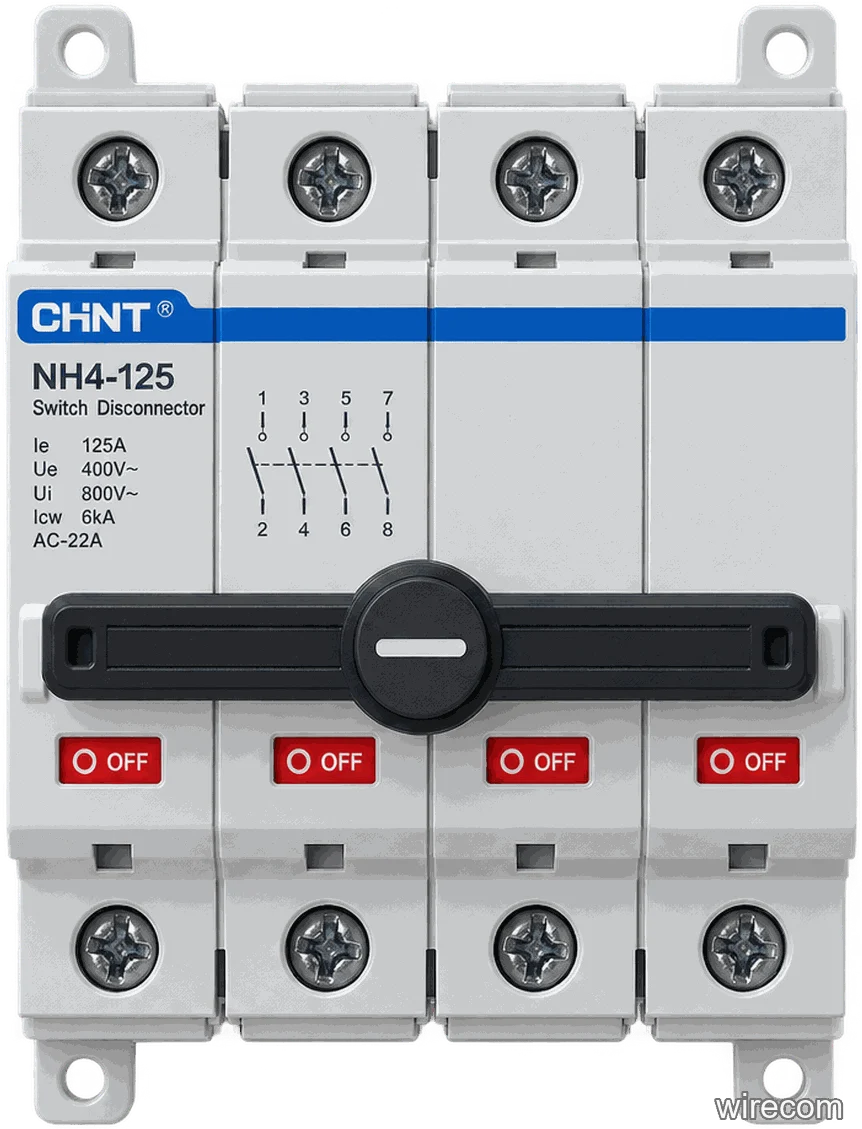 CHNT®
NH4-125
Switch Disconnector
Ie 125A
Ue 400V~
Ui 800V~
Icw 6kA
AC-22A
1 3 5 7
2 4 6 8
OFF OFF OFF OFF
wirecom